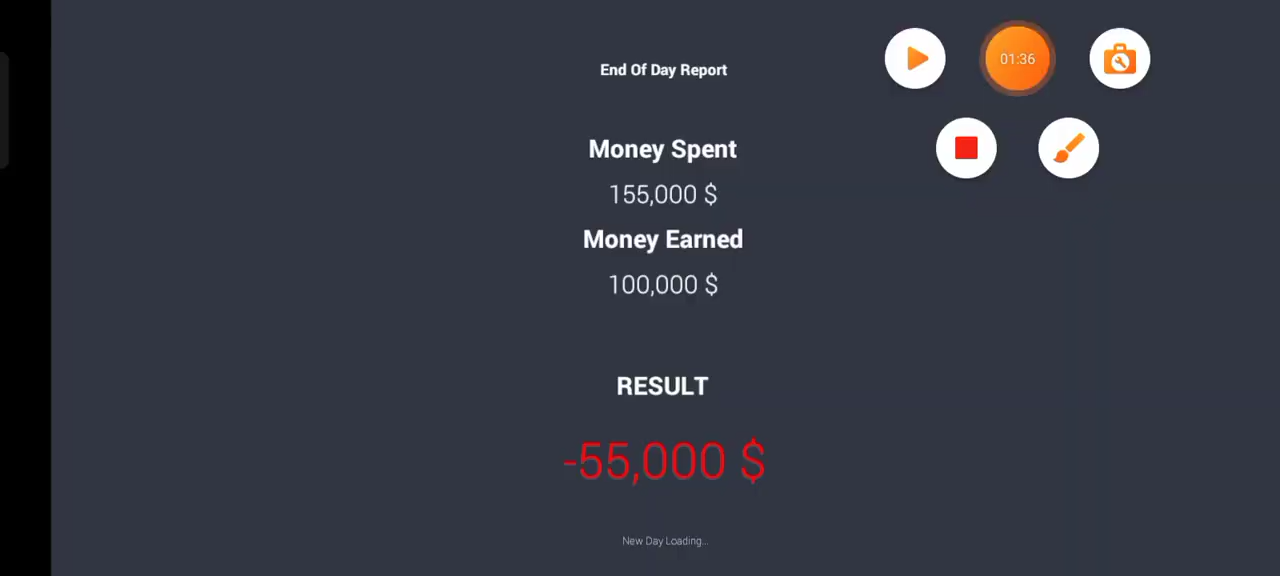 End Of Day Report
01:36
Money Spent
155,000 $
Money Earned
100,000 $
RESULT
-55,000 $
New Day Loading...